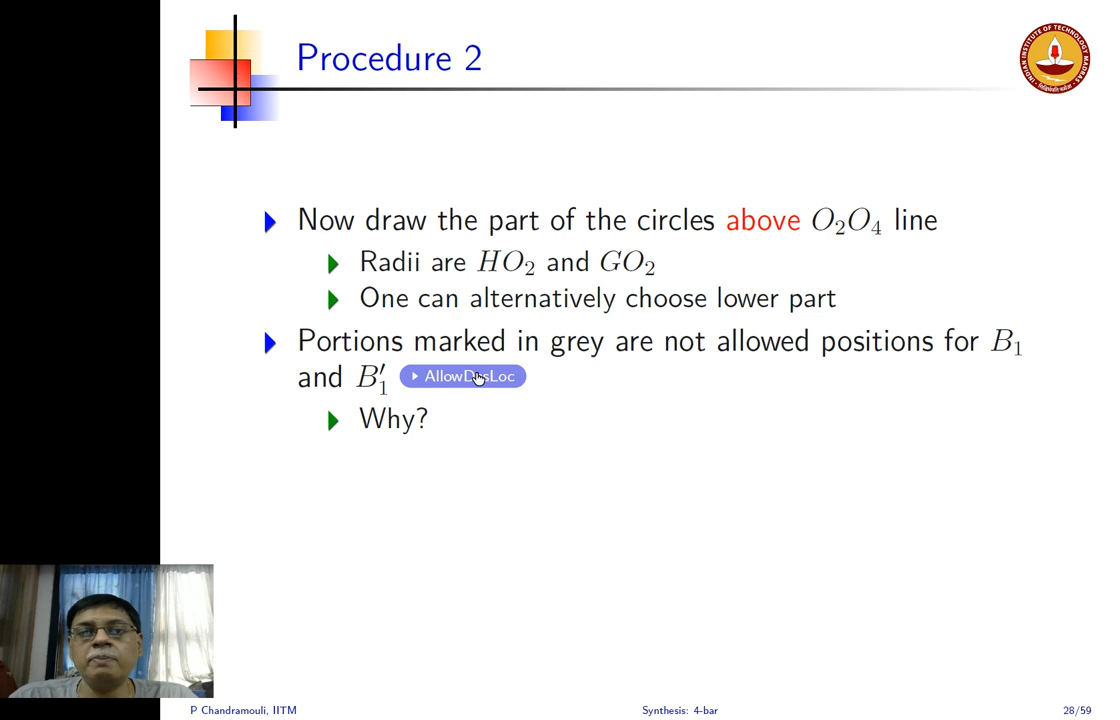 Procedure 2
Now draw the part of the circles above O₂O₄ line
Radii are HO₂ and GO₂
One can alternatively choose lower part
Portions marked in grey are not allowed positions for B₁
and B′₁
Why?
P Chandramouli, IITM
Synthesis: 4-bar
28/59